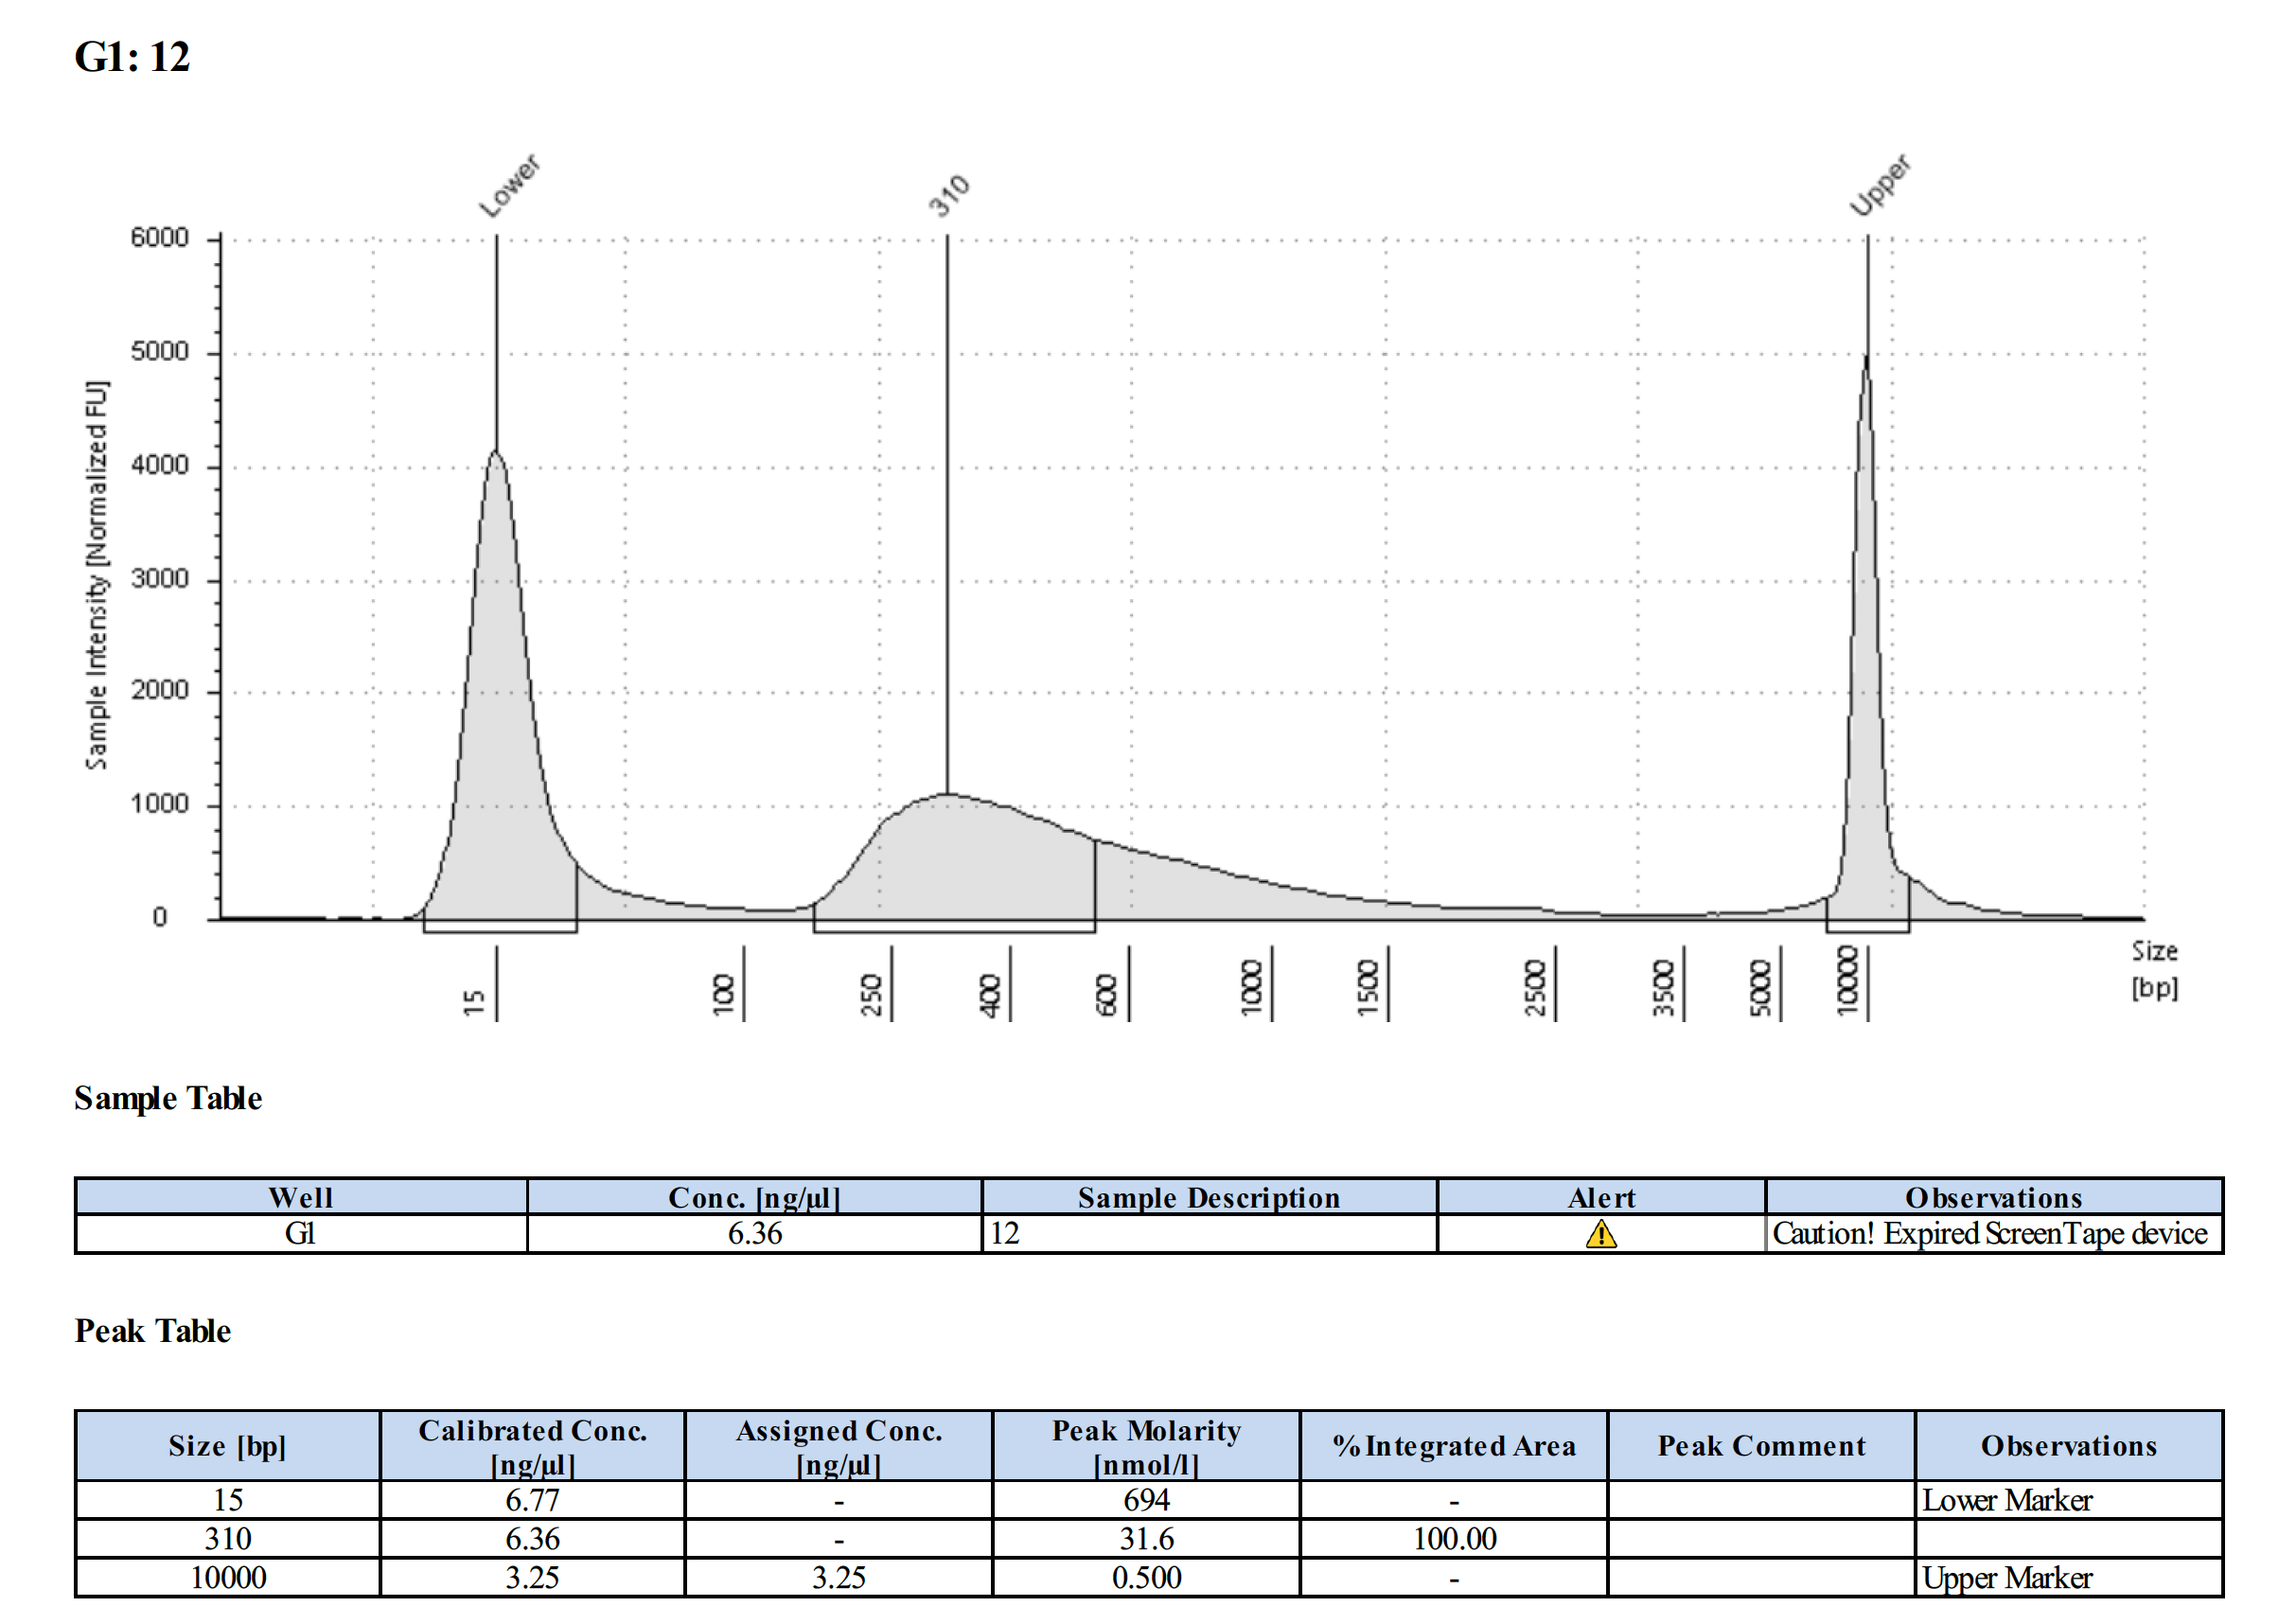 G1: 12
Lower
310
Upper
Sample Intensity [Normalized FU]
6000
5000
4000
3000
2000
1000
0
15
100
250
400
600
1000
1500
2500
3500
5000
10000
Size
[bp]
Sample Table
Well Conc. [ng/µl] Sample Description Alert Observations
G1 6.36 12 Caution! Expired ScreenTape device
Peak Table
Size [bp] Calibrated Conc. [ng/µl] Assigned Conc. [ng/µl] Peak Molarity [nmol/l] % Integrated Area Peak Comment Observations
15 6.77 - 694 - Lower Marker
310 6.36 - 31.6 100.00
10000 3.25 3.25 0.500 - Upper Marker